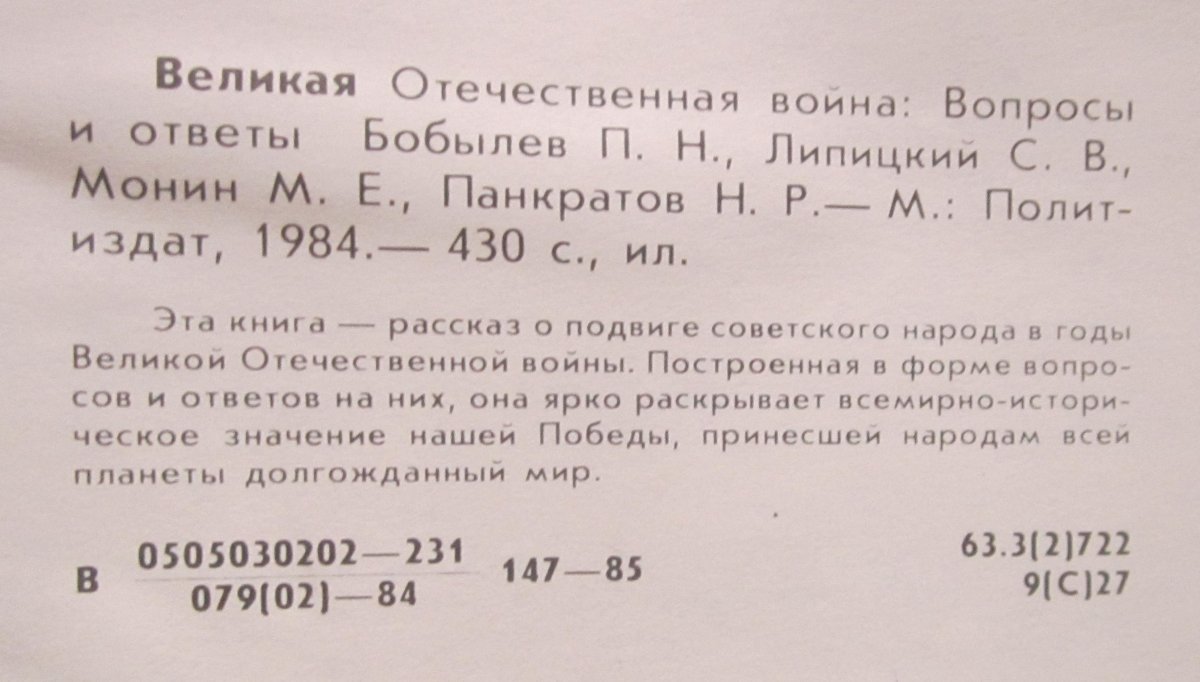 Великая Отечественная война: Вопросы
и ответы Бобылев П. Н., Липицкий С. В.,
Монин М. Е., Панкратов Н. Р.— М.: Полит-
издат, 1984.— 430 с., ил.
Эта книга — рассказ о подвиге советского народа в годы
Великой Отечественной войны. Построенная в форме вопро-
сов и ответов на них, она ярко раскрывает всемирно-истори-
ческое значение нашей Победы, принесшей народам всей
планеты долгожданный мир.
В 0505030202—231 147—85
079(02)—84
63.3(2)722
9(С)27